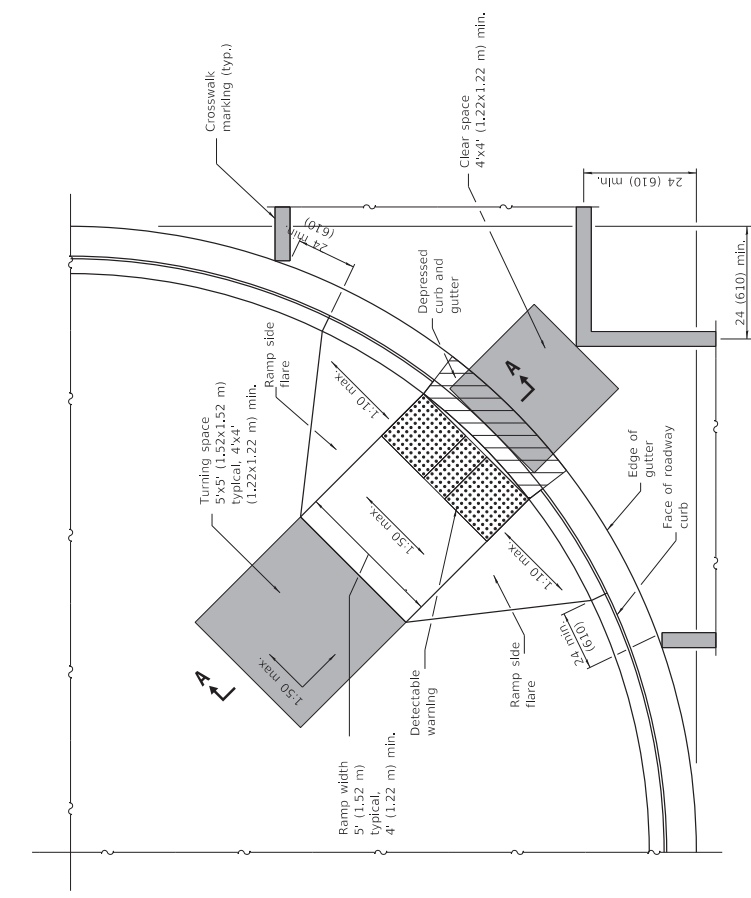 Crosswalk
marking (typ.)
Clear space
4'x4' (1.22x1.22 m) min.
24 min.
(610)
24 (610) min.
24 (610) min.
Depressed
curb and
gutter
Ramp side
flare
Turning space
5'x5' (1.52x1.52 m)
typical, 4'x4'
(1.22x1.22 m) min.
1:10 max.
A
1:50 max.
1:10 max.
Edge of
gutter
Face of roadway
curb
1:50 max.
A
24 min.
(610)
Detectable
warning
Ramp side
flare
Ramp width
5' (1.52 m)
typical,
4' (1.22 m) min.